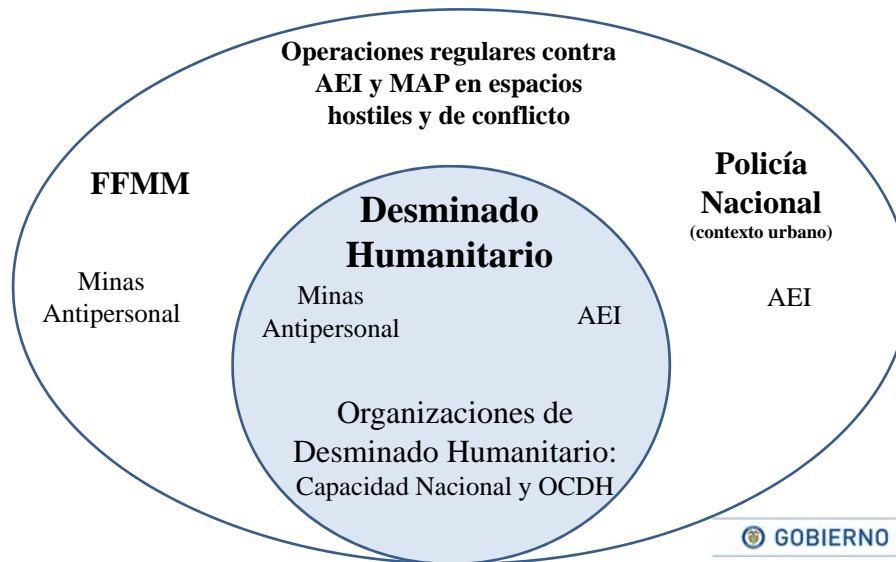 Operaciones regulares contra
AEI y MAP en espacios
hostiles y de conflicto
FFMM
Minas
Antipersonal
Policía
Nacional
(contexto urbano)
AEI
Desminado
Humanitario
Minas
Antipersonal
AEI
Organizaciones de
Desminado Humanitario:
Capacidad Nacional y OCDH
GOBIERNO